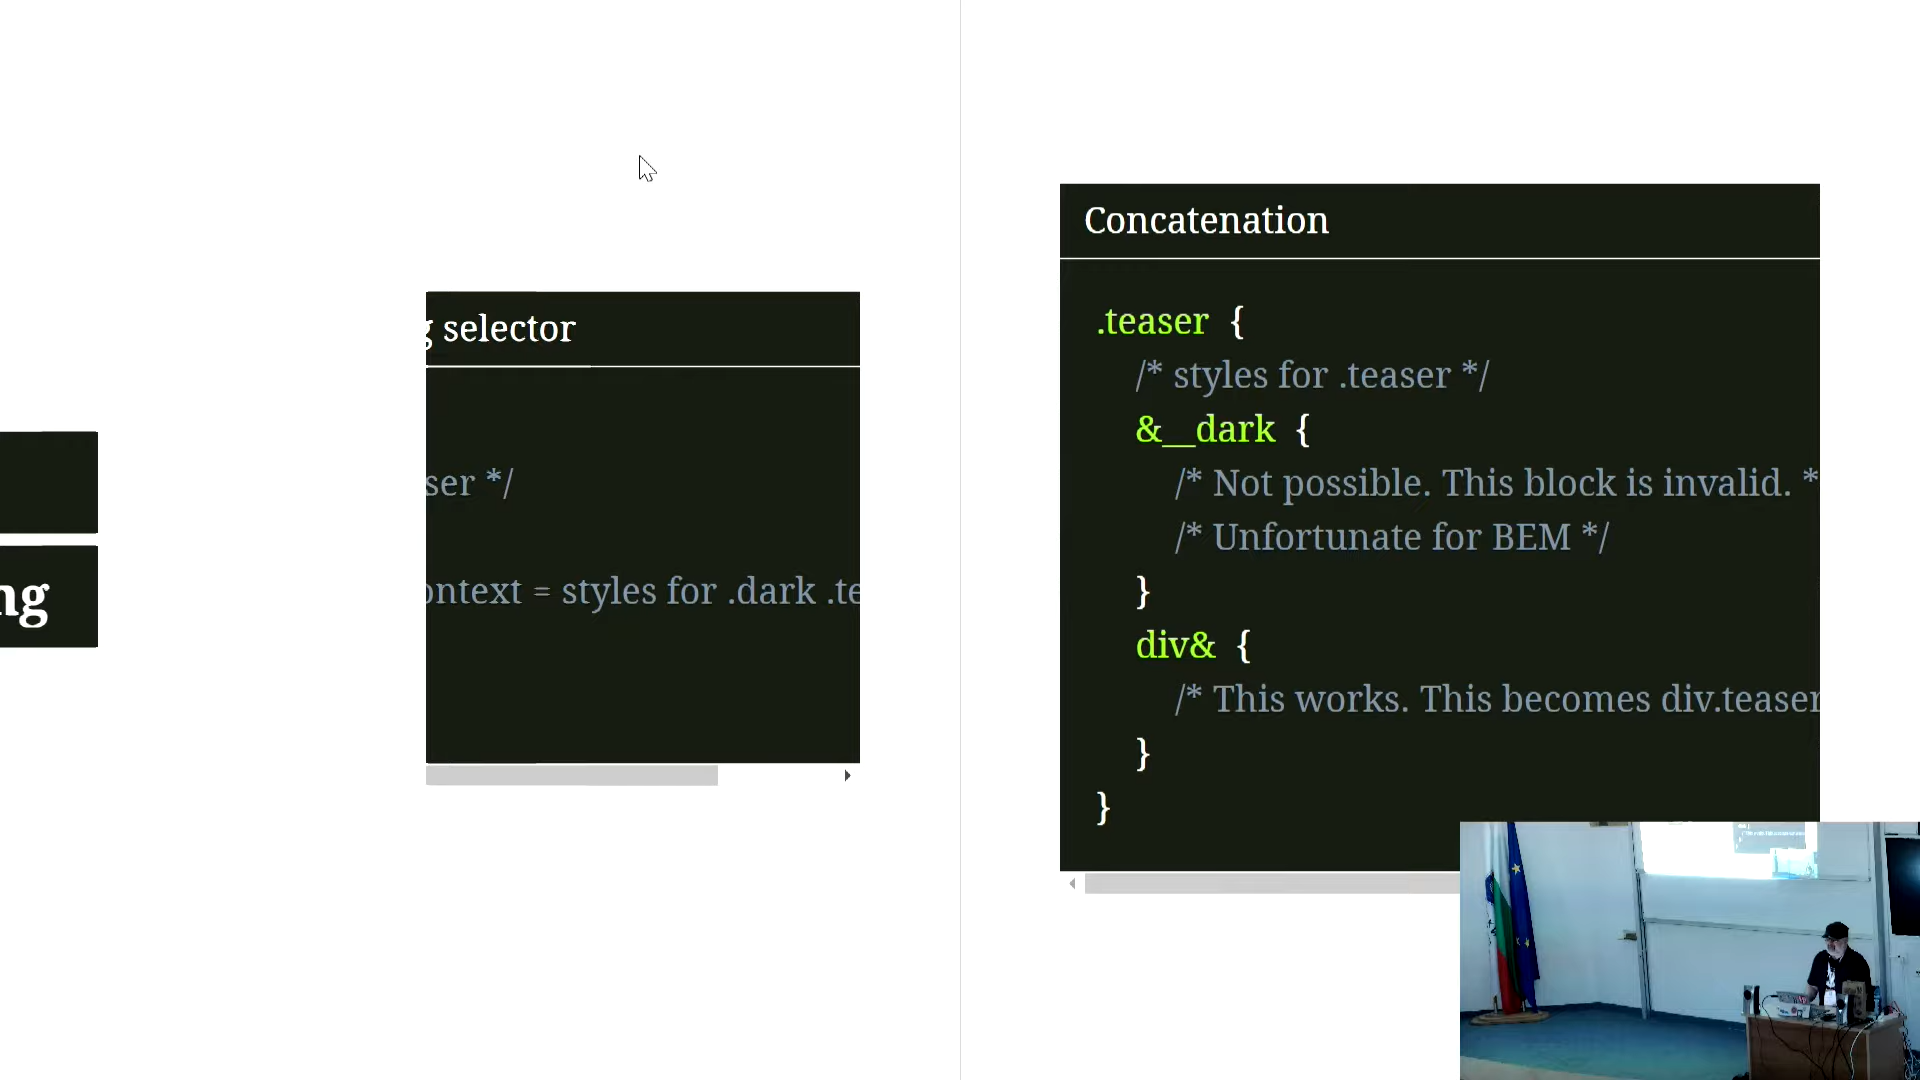 g selector
ser */
ontext = styles for .dark .te
ng
Concatenation
.teaser {
/* styles for .teaser */
&__dark {
/* Not possible. This block is invalid. *
/* Unfortunate for BEM */
}
div& {
/* This works. This becomes div.teaser
}
}